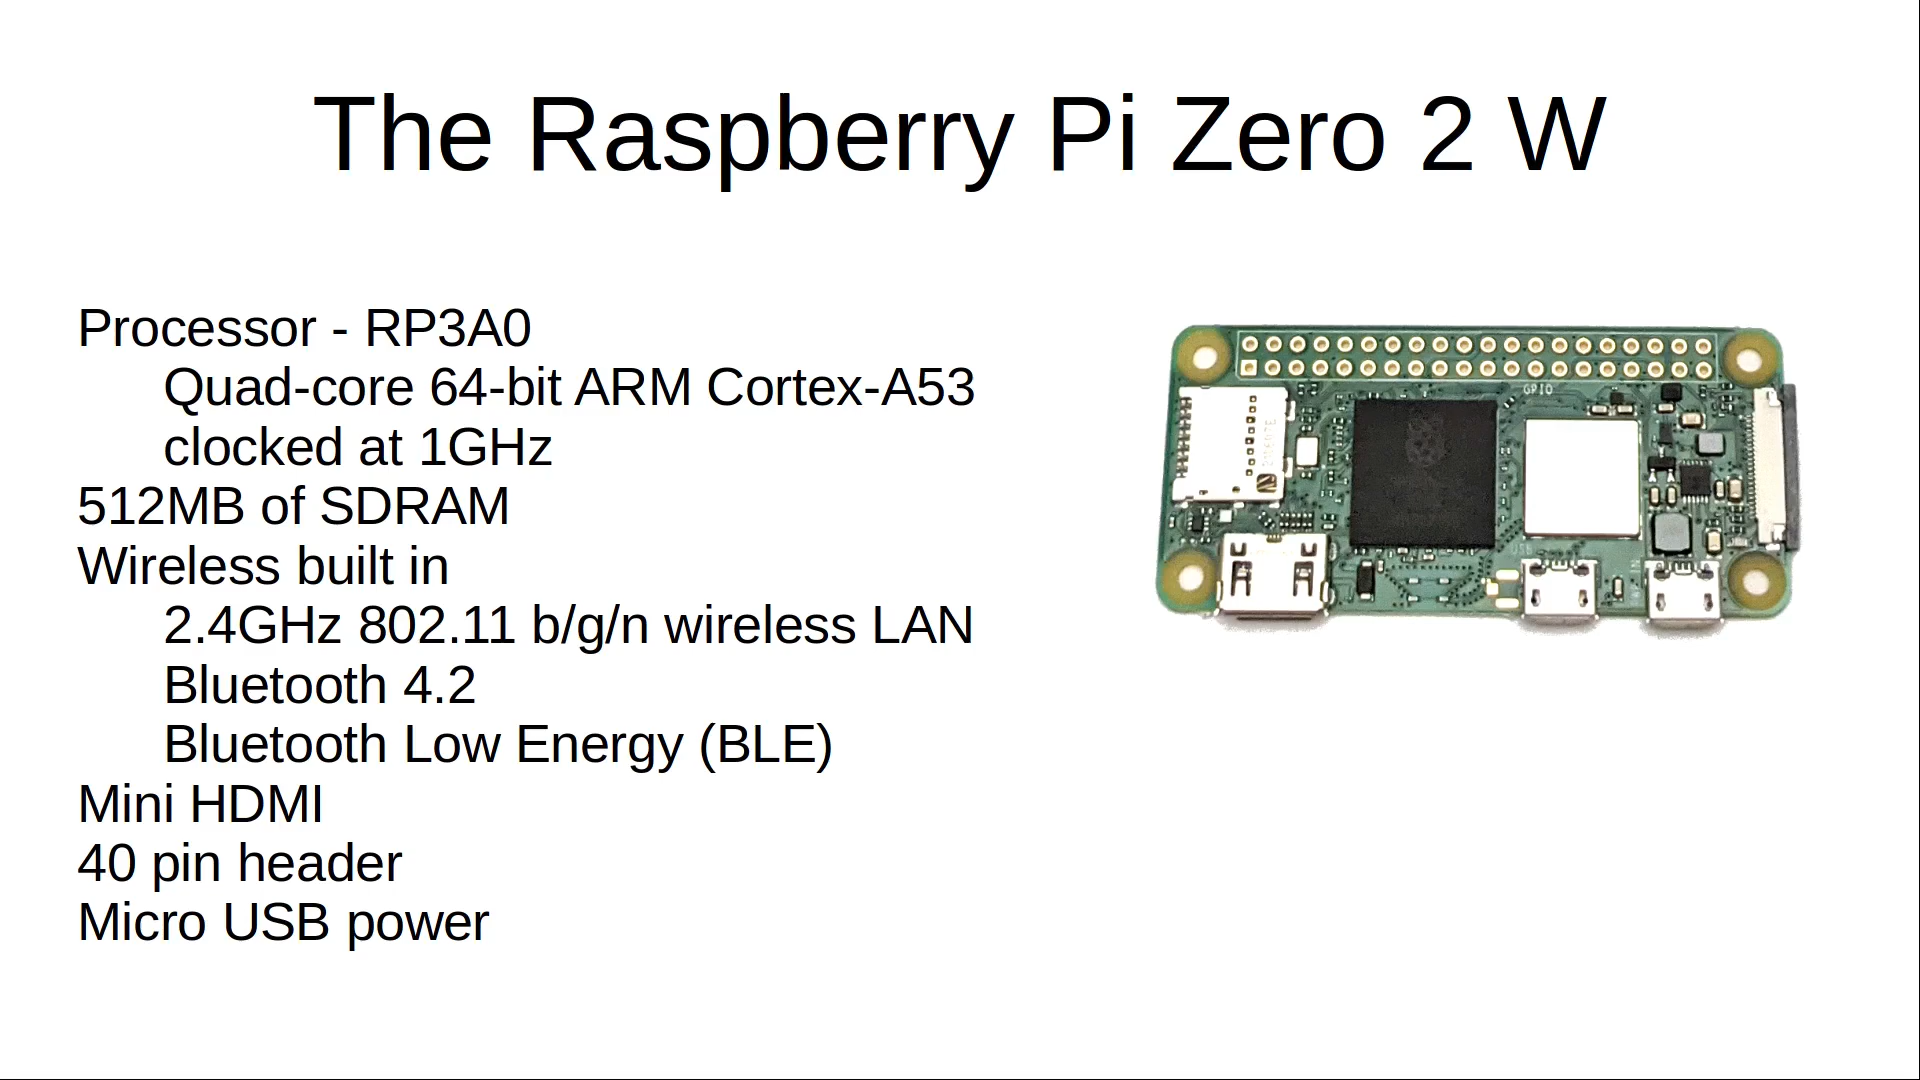 The Raspberry Pi Zero 2 W
Processor - RP3A0
Quad-core 64-bit ARM Cortex-A53
clocked at 1GHz
512MB of SDRAM
Wireless built in
2.4GHz 802.11 b/g/n wireless LAN
Bluetooth 4.2
Bluetooth Low Energy (BLE)
Mini HDMI
40 pin header
Micro USB power
GPIO
USB